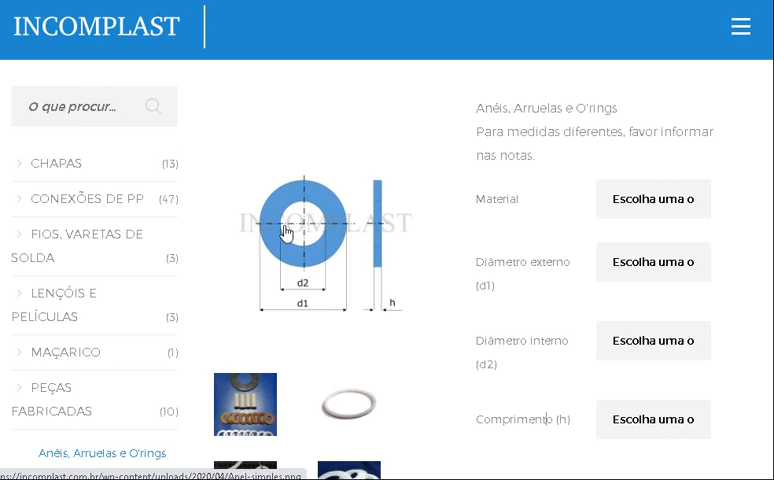 INCOMPLAST
O que procur...
CHAPAS (13)
CONEXÕES DE PP (47)
FIOS, VARETAS DE
SOLDA (3)
LENÇÓIS E
PELÍCULAS (3)
MAÇARICO (1)
PEÇAS
FABRICADAS (10)
Anéis, Arruelas e O'rings
INCOMPLAST
d2
d1
h
Anéis, Arruelas e O'rings
Para medidas diferentes, favor informar
nas notas.
Material
Escolha uma o
Diâmetro externo
(d1)
Escolha uma o
Diâmetro interno
(d2)
Escolha uma o
Comprimento (h)
Escolha uma o
ns://incomplast.com.br/wp-content/uploads/2020/04/Anel-simples.png